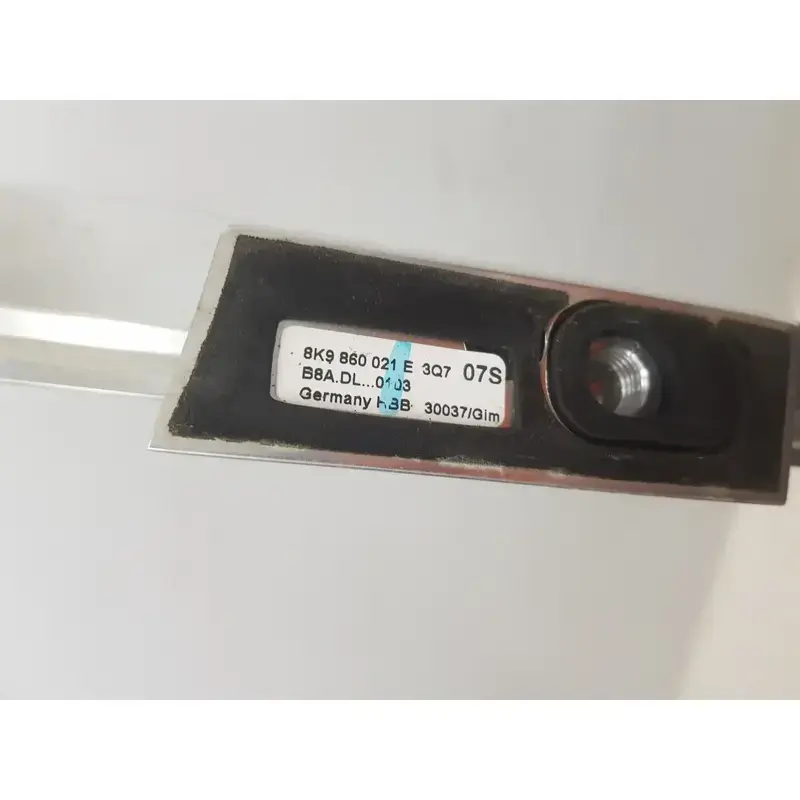 8K9 860 021 E 3Q7 07S
B8A.DL...0103
Germany HBB 30037/Gim